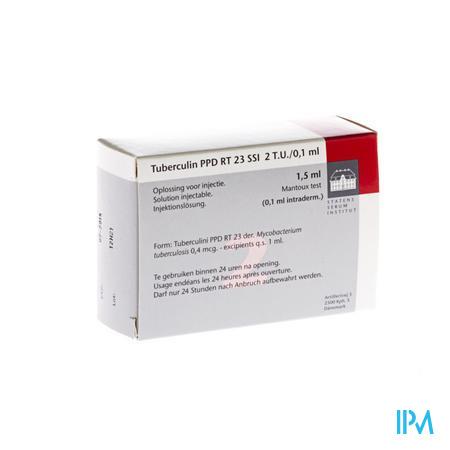 Tuberculin PPD RT 23 SSI 2 T.U./0,1 ml
Oplossing voor injectie.
Solution injectable.
Injektionslösung.
1,5 ml
Mantoux test
(0,1 ml intraderm.)
STATENS
SERUM
INSTITUT
Form: Tuberculini PPD RT 23 der. Mycobacterium
tuberculosis 0,4 mcg. - excipients q.s. 1 ml.
2
Te gebruiken binnen 24 uren na opening.
Usage endéans les 24 heures après ouverture.
Darf nur 24 Stunden nach Anbruch aufbewahrt werden.
Artillerivej 5
2300 Kph. S
Dänemark
IPM